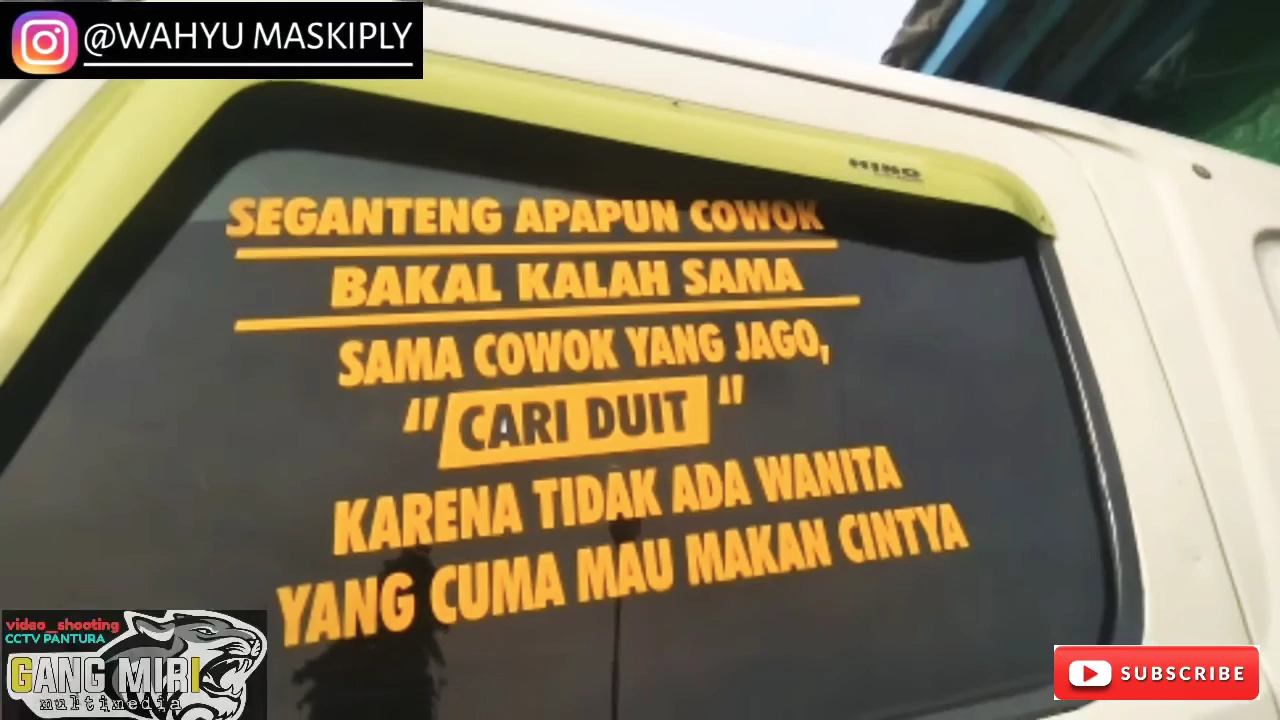 @WAHYU MASKIPLY
HINO
SEGANTENG APAPUN COWOK
BAKAL KALAH SAMA
SAMA COWOK YANG JAGO,
"CARI DUIT"
KARENA TIDAK ADA WANITA
YANG CUMA MAU MAKAN CINTYA
video_shooting
CCTV PANTURA
GANG MIRI
multimedia
SUBSCRIBE